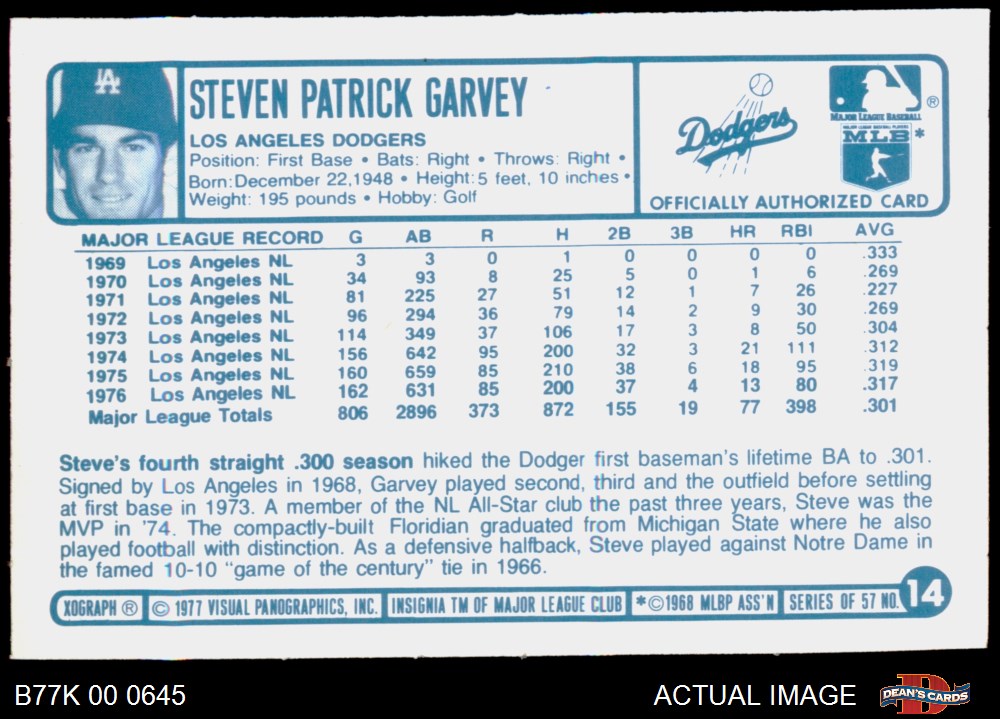 LA
STEVEN PATRICK GARVEY
LOS ANGELES DODGERS
Position: First Base • Bats: Right • Throws: Right •
Born: December 22, 1948 • Height: 5 feet, 10 inches •
Weight: 195 pounds • Hobby: Golf
Dodgers
®
MAJOR LEAGUE BASEBALL
MAJOR LEAGUE BASEBALL PLAYERS
MLB *
OFFICIALLY AUTHORIZED CARD
MAJOR LEAGUE RECORD G AB R H 2B 3B HR RBI AVG
1969 Los Angeles NL 3 3 0 1 0 0 0 0 .333
1970 Los Angeles NL 34 93 8 25 5 0 1 6 .269
1971 Los Angeles NL 81 225 27 51 12 1 7 26 .227
1972 Los Angeles NL 96 294 36 79 14 2 9 30 .269
1973 Los Angeles NL 114 349 37 106 17 3 8 50 .304
1974 Los Angeles NL 156 642 95 200 32 3 21 111 .312
1975 Los Angeles NL 160 659 85 210 38 6 18 95 .319
1976 Los Angeles NL 162 631 85 200 37 4 13 80 .317
Major League Totals 806 2896 373 872 155 19 77 398 .301
Steve's fourth straight .300 season hiked the Dodger first baseman's lifetime BA to .301.
Signed by Los Angeles in 1968, Garvey played second, third and the outfield before settling
at first base in 1973. A member of the NL All-Star club the past three years, Steve was the
MVP in '74. The compactly-built Floridian graduated from Michigan State where he also
played football with distinction. As a defensive halfback, Steve played against Notre Dame in
the famed 10-10 "game of the century" tie in 1966.
XOGRAPH ® © 1977 VISUAL PANOGRAPHICS, INC. INSIGNIA TM OF MAJOR LEAGUE CLUB *©1968 MLBP ASS'N SERIES OF 57 NO. 14
B77K 00 0645 ACTUAL IMAGE DEAN'S CARDS